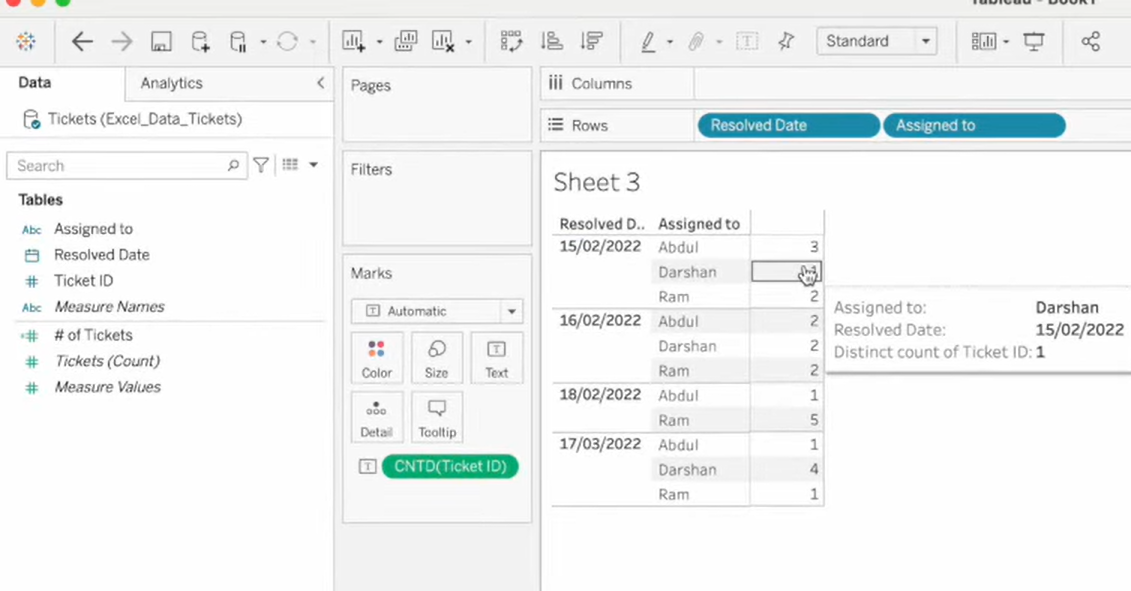 Tableau - Book1
Standard
Data
Analytics
Pages
Columns
Tickets (Excel_Data_Tickets)
Rows
Resolved Date
Assigned to
Search
Filters
Tables
Abc Assigned to
Resolved Date
Ticket ID
Abc Measure Names
# of Tickets
Tickets (Count)
Measure Values
Marks
Automatic
Color
Size
Text
Detail
Tooltip
CNTD(Ticket ID)
Sheet 3
Resolved D.. Assigned to
15/02/2022 Abdul 3
Darshan
Ram 2
16/02/2022 Abdul 2
Darshan 2
Ram 2
18/02/2022 Abdul 1
Ram 5
17/03/2022 Abdul 1
Darshan 4
Ram 1
Assigned to: Darshan
Resolved Date: 15/02/2022
Distinct count of Ticket ID: 1